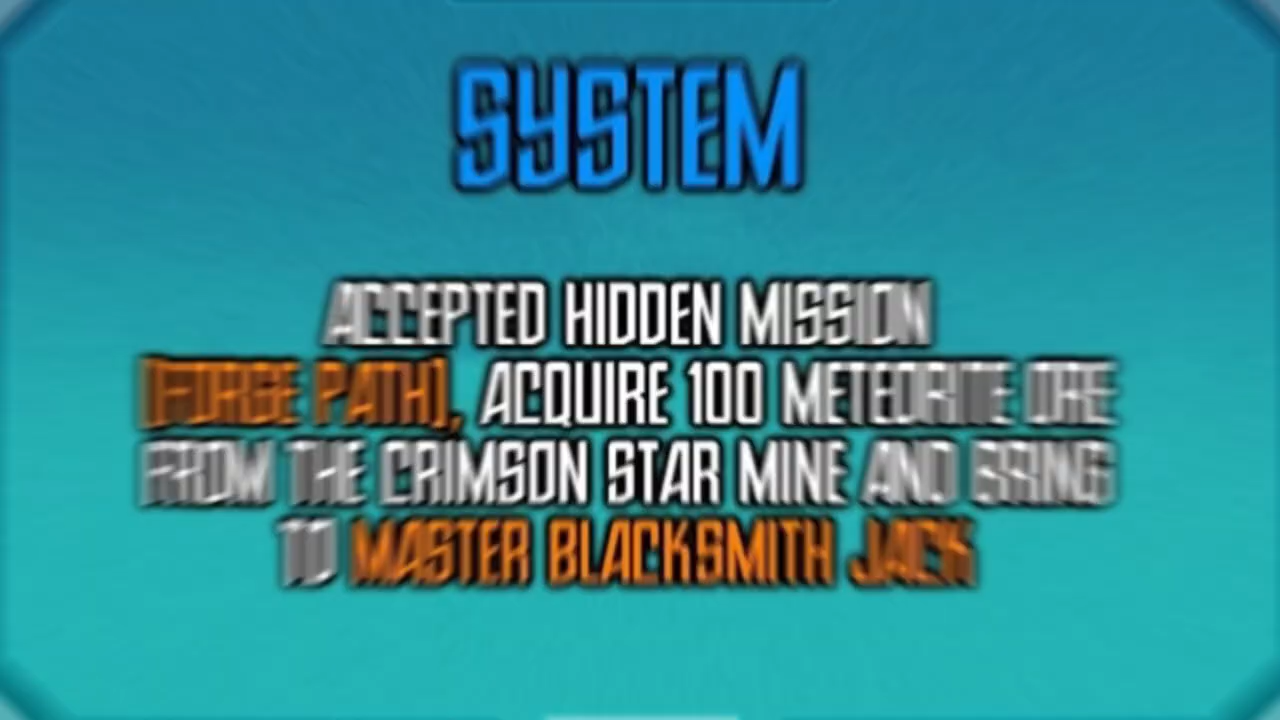 SYSTEM
ACCEPTED HIDDEN MISSION
[FORGE PATH], ACQUIRE 100 METEORITE ORE
FROM THE CRIMSON STAR MINE AND BRING
TO MASTER BLACKSMITH JACK